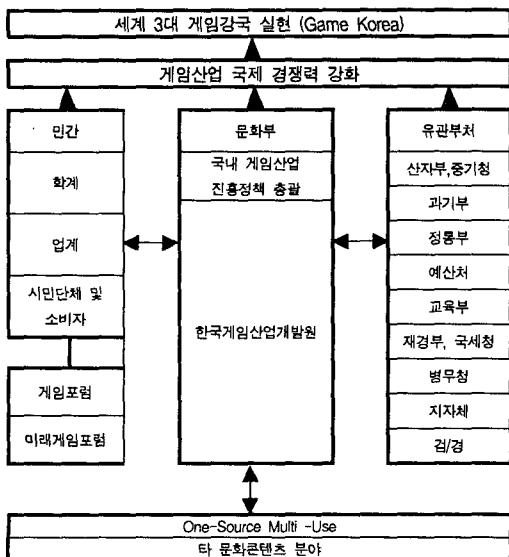 세계 3대 게임강국 실현 (Game Korea)
게임산업 국제 경쟁력 강화
민간
학계
업계
시민단체 및
소비자
게임포럼
미래게임포럼
문화부
국내 게임산업
진흥정책 총괄
한국게임산업개발원
유관부처
산자부,중기청
과기부
정통부
예산처
교육부
재경부, 국세청
병무청
지자체
검/경
One-Source Multi -Use
타 문화콘텐츠 분야